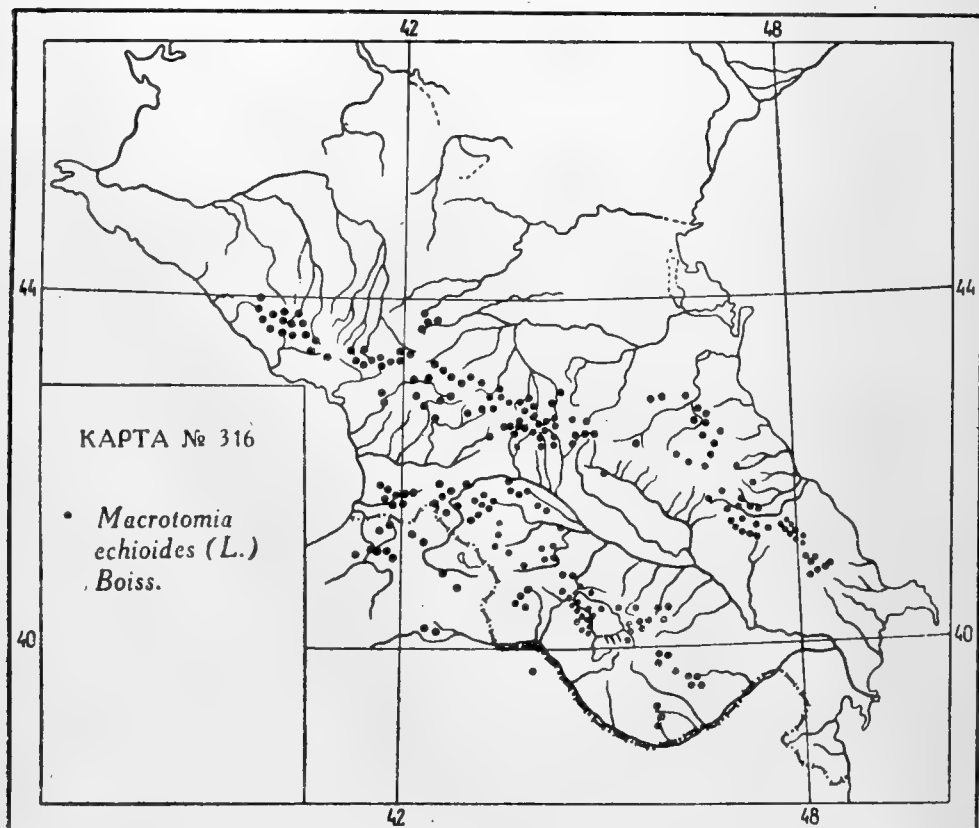 42 48
44 44
КАРТА № 316
• Macrotomia
echioides (L.)
Boiss.
40 40
42 48